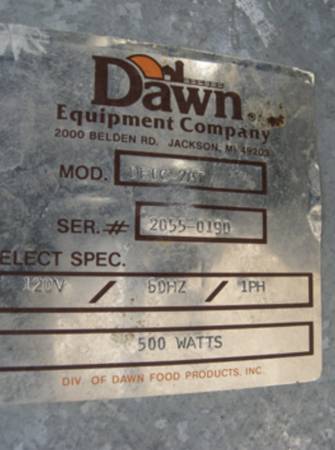 Dawn
Equipment Company
2000 BELDEN RD. JACKSON, MI 49203
MOD.
SER. # 2055-0190
ELECT SPEC.
120V / 60HZ / 1PH
500 WATTS
DIV. OF DAWN FOOD PRODUCTS, INC.